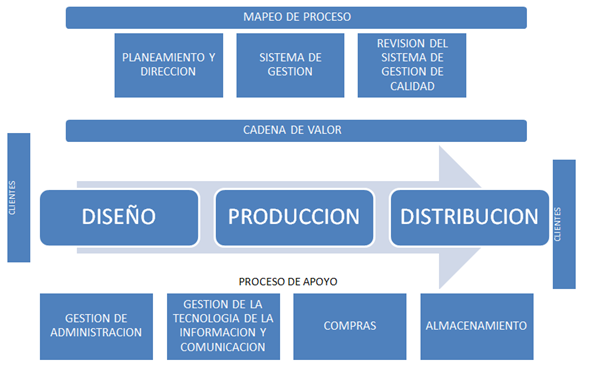 MAPEO DE PROCESO
PLANEAMIENTO Y
DIRECCION
SISTEMA DE
GESTION
REVISION DEL
SISTEMA DE
GESTION DE
CALIDAD
CADENA DE VALOR
CLIENTES
DISEÑO
PRODUCCION
DISTRIBUCION
CLIENTES
PROCESO DE APOYO
GESTION DE
ADMINISTRACION
GESTION DE LA
TECNOLOGIA DE LA
INFORMACION Y
COMUNICACION
COMPRAS
ALMACENAMIENTO